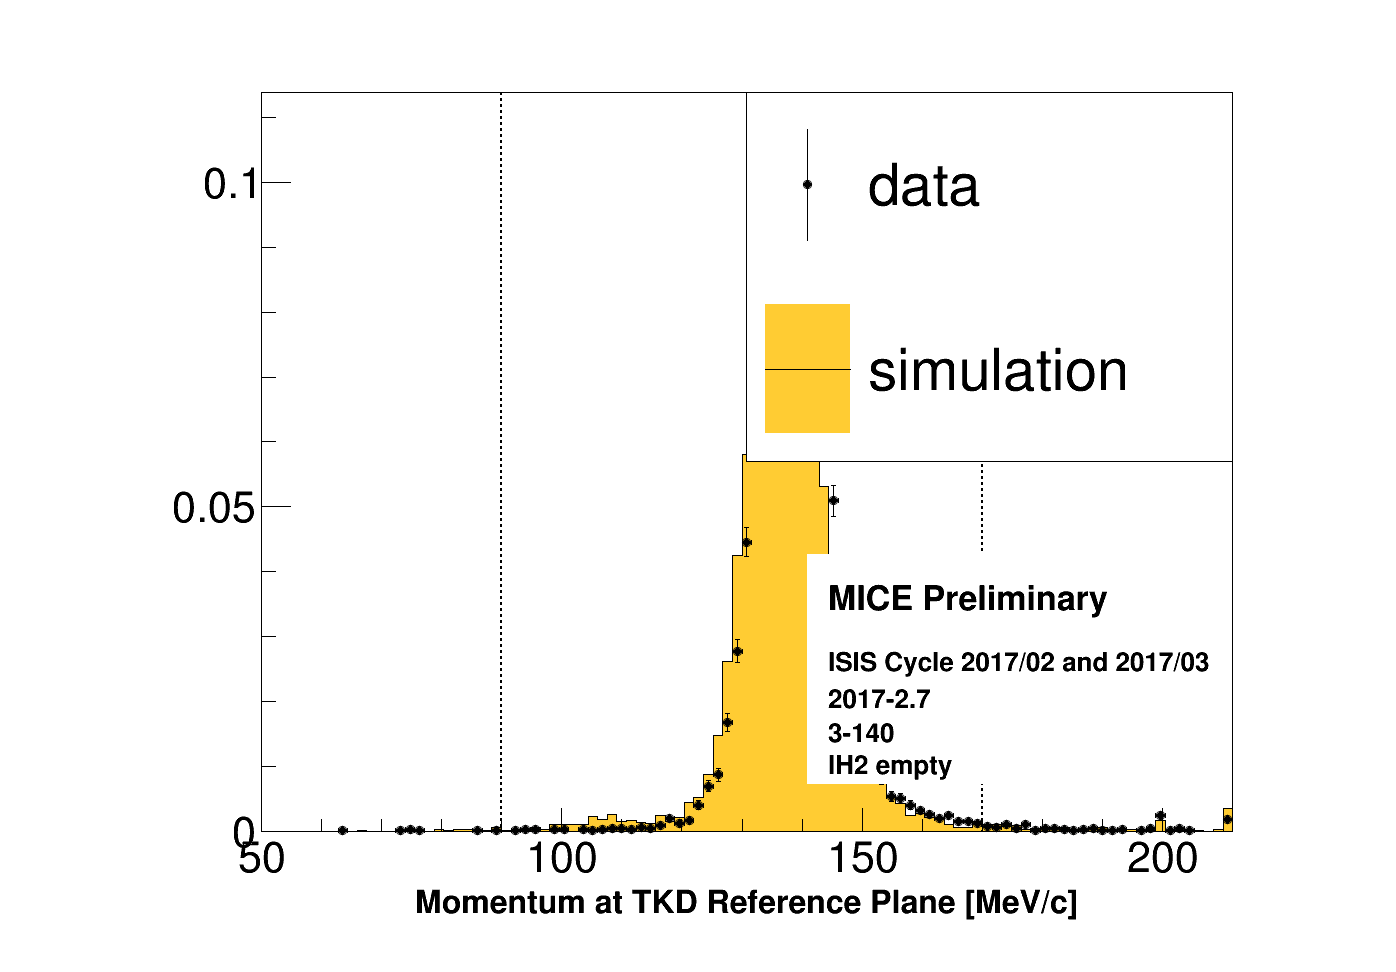 0.1
0.05
0
50
100
150
200
data
simulation
MICE Preliminary
ISIS Cycle 2017/02 and 2017/03
2017-2.7
3-140
lH2 empty
Momentum at TKD Reference Plane [MeV/c]